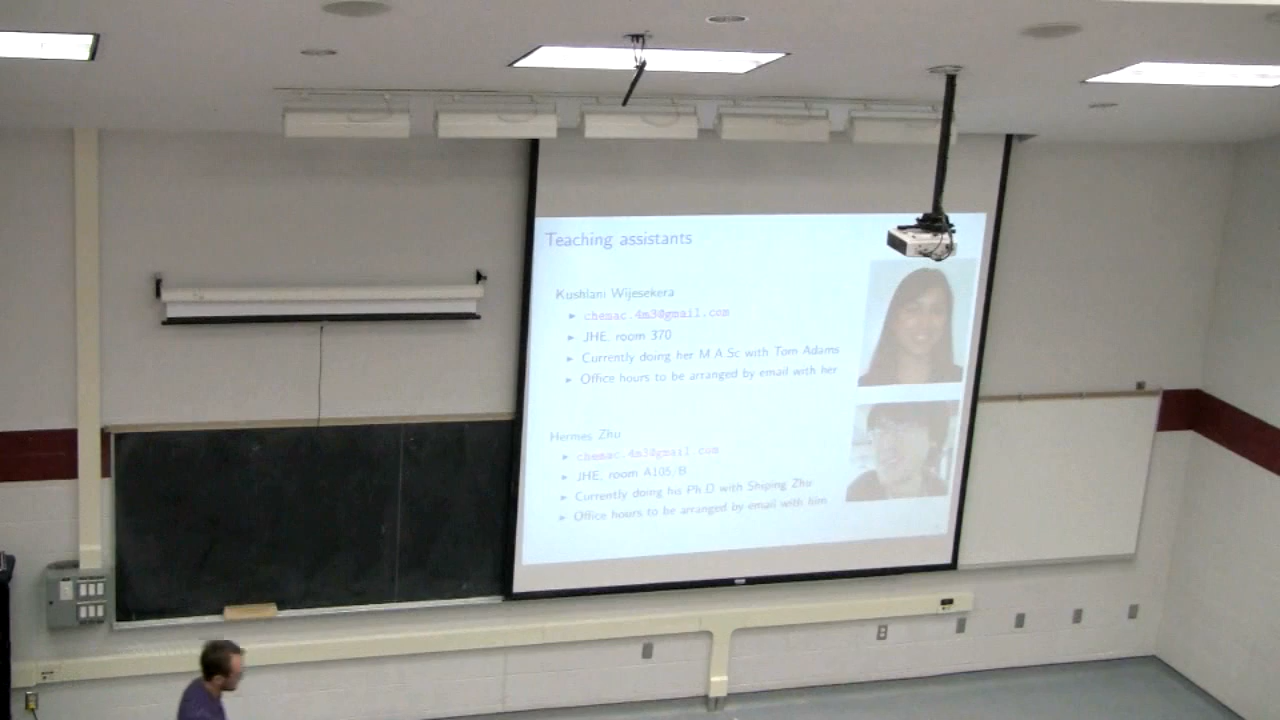 Teaching assistants
Kushlani Wijesekera
chemac.4m3@gmail.com
JHE, room 370
Currently doing her M.A.Sc with Tom Adams
Office hours to be arranged by email with her
Hermes Zhu
chemac.4m3@gmail.com
JHE, room A105/B
Currently doing his Ph.D with Shiping Zhu
Office hours to be arranged by email with him